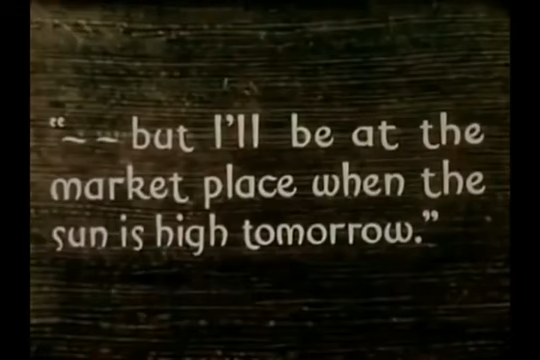 “~ ~ but I’ll be at the
market place when the
sun is high tomorrow.”